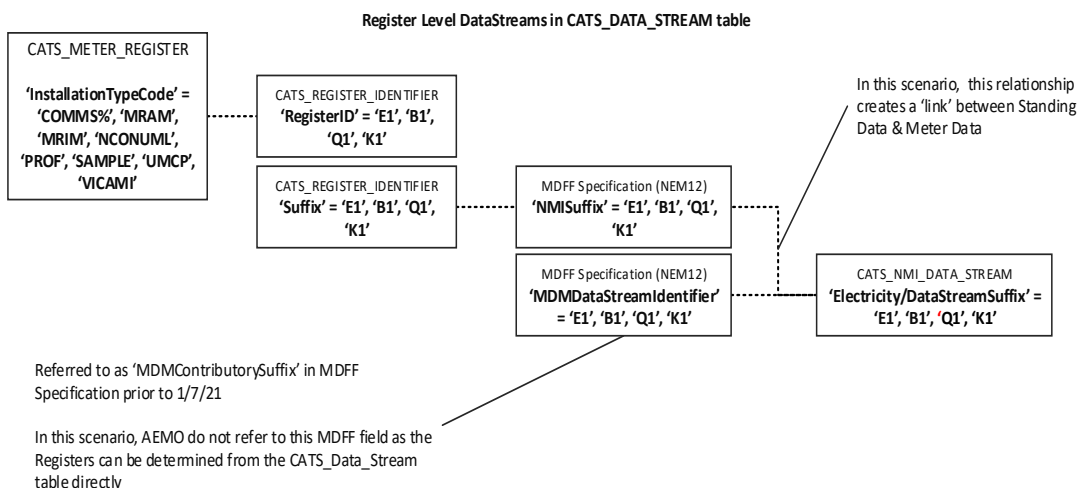 Register Level DataStreams in CATS_DATA_STREAM table
CATS_METER_REGISTER
‘InstallationTypeCode’ =
‘COMMS%’, ‘MRAM’,
‘MRIM’, ‘NCONUML’,
‘PROF’, ‘SAMPLE’, ‘UMCP’,
‘VICAMI’
CATS_REGISTER_IDENTIFIER
‘RegisterID’ = ‘E1’, ‘B1’,
‘Q1’, ‘K1’
In this scenario, this relationship
creates a ‘link’ between Standing
Data & Meter Data
CATS_REGISTER_IDENTIFIER
‘Suffix’ = ‘E1’, ‘B1’, ‘Q1’,
‘K1’
MDFF Specification (NEM12)
‘NMISuffix’ = ‘E1’, ‘B1’, ‘Q1’,
‘K1’
MDFF Specification (NEM12)
‘MDMDataStreamIdentifier’
= ‘E1’, ‘B1’, ‘Q1’, ‘K1’
CATS_NMI_DATA_STREAM
‘Electricity/DataStreamSuffix’ =
‘E1’, ‘B1’, ‘Q1’, ‘K1’
Referred to as ‘MDMContributorySuffix’ in MDFF
Specification prior to 1/7/21
In this scenario, AEMO do not refer to this MDFF field as the
Registers can be determined from the CATS_Data_Stream
table directly